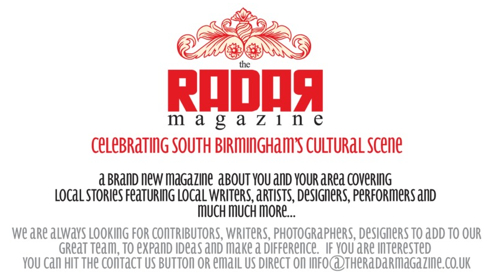 the
RADAR
magazine
celebrating south Birmingham's cultural scene
a brand new magazine about you and your area covering
local stories featuring local writers, artists, designers, performers and
much much more...
We are always looking for contributors, writers, photographers, designers to add to our
great team, to expand ideas and make a difference. If you are interested
you can hit the contact us button or email us direct on info@theradarmagazine.co.uk